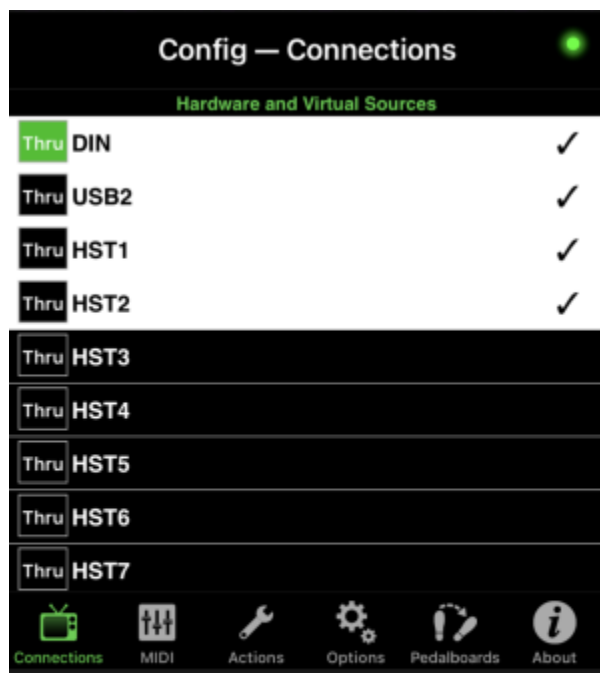 Config — Connections
Hardware and Virtual Sources
Thru DIN ✓
Thru USB2 ✓
Thru HST1 ✓
Thru HST2 ✓
Thru HST3
Thru HST4
Thru HST5
Thru HST6
Thru HST7
Connections MIDI Actions Options Pedalboards About